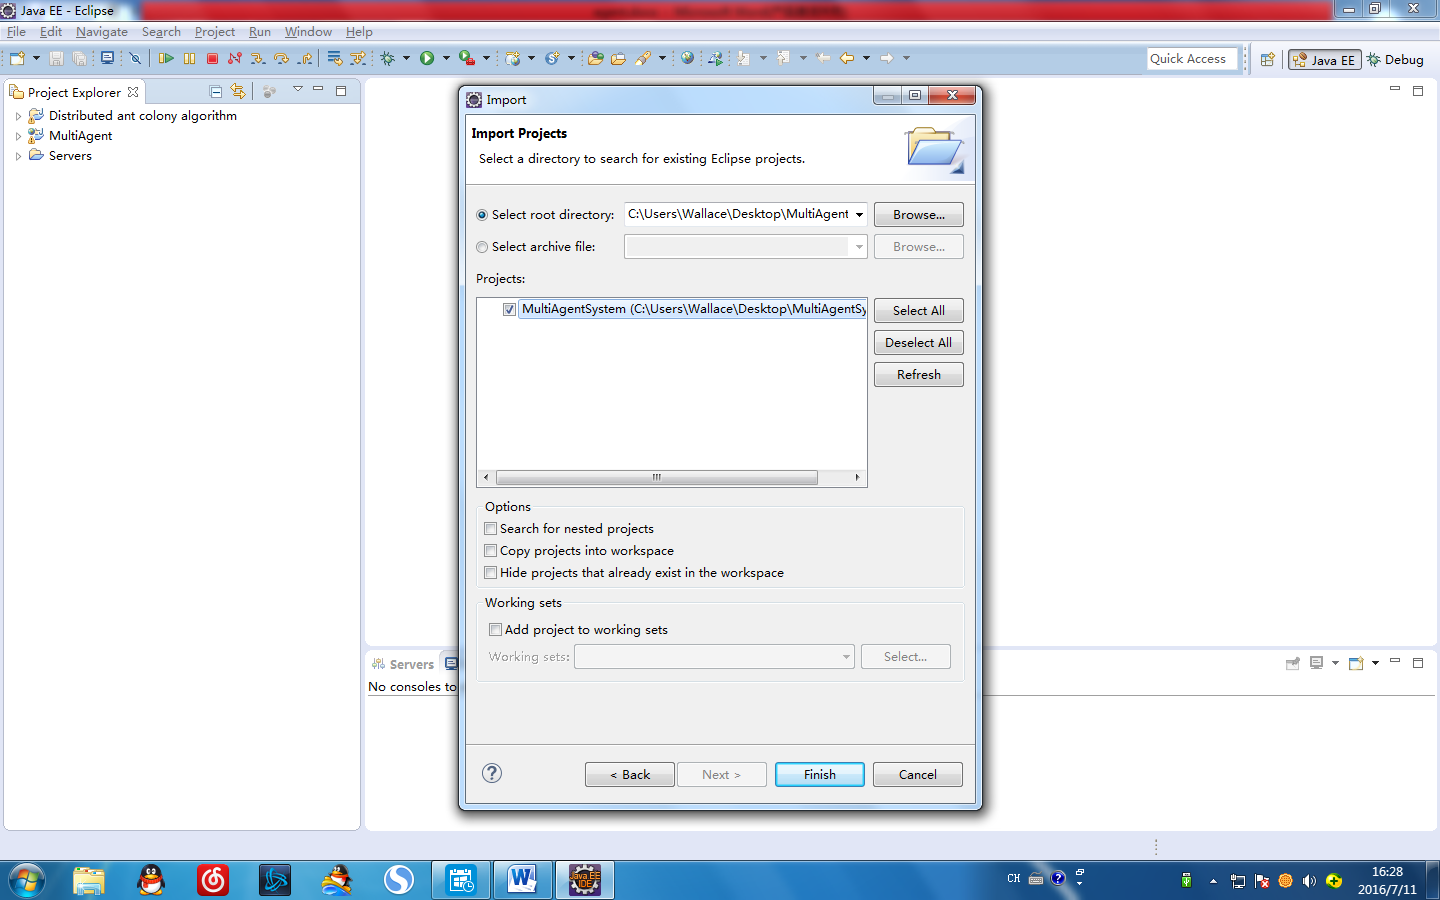 Java EE - Eclipse
File Edit Navigate Search Project Run Window Help
Quick Access
Java EE
Debug
Project Explorer
Distributed ant colony algorithm
MultiAgent
Servers
Import
Import Projects
Select a directory to search for existing Eclipse projects.
Select root directory: C:\Users\Wallace\Desktop\MultiAgent Browse...
Select archive file: Browse...
Projects:
MultiAgentSystem (C:\Users\Wallace\Desktop\MultiAgentSy
Select All
Deselect All
Refresh
Options
Search for nested projects
Copy projects into workspace
Hide projects that already exist in the workspace
Working sets
Add project to working sets
Working sets: Select...
< Back Next > Finish Cancel
Servers
No consoles to
Java EE
IDE
CH
16:28
2016/7/11